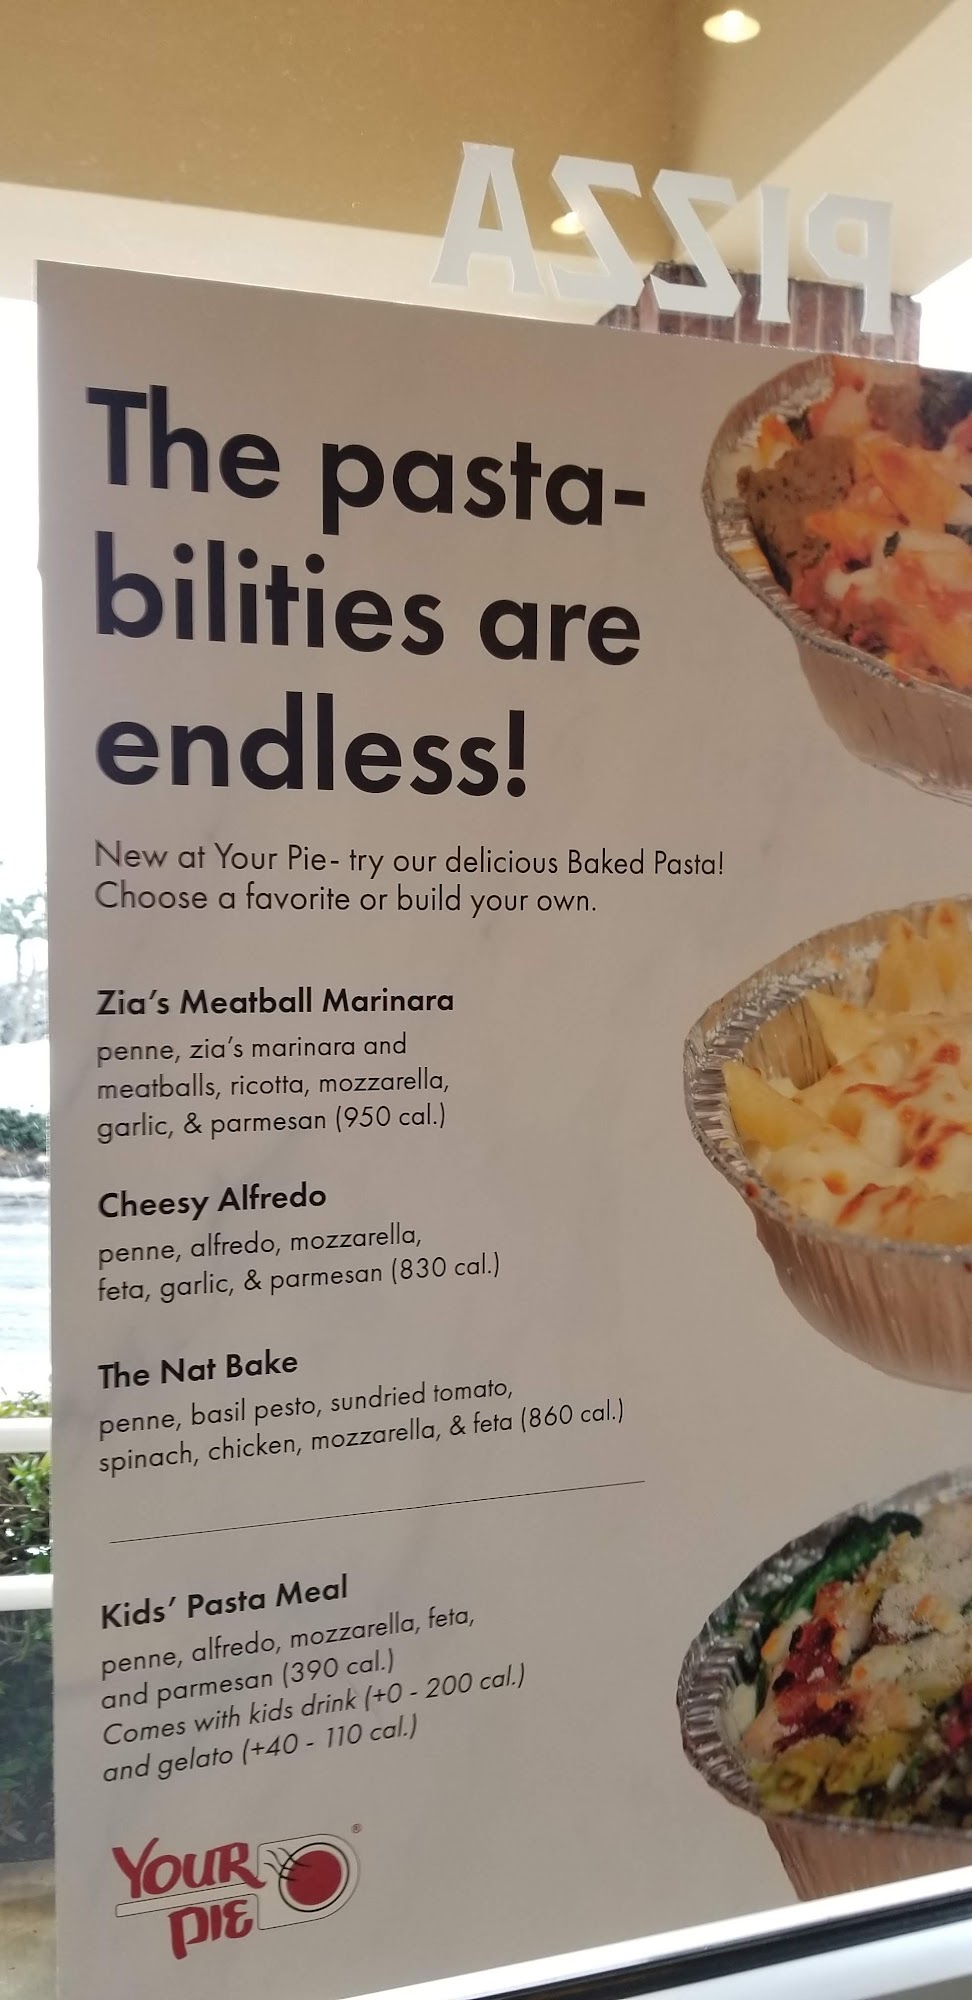 PIZZA
The pasta-
bilities are
endless!
New at Your Pie- try our delicious Baked Pasta!
Choose a favorite or build your own.
Zia's Meatball Marinara
penne, zia's marinara and
meatballs, ricotta, mozzarella,
garlic, & parmesan (950 cal.)
Cheesy Alfredo
penne, alfredo, mozzarella,
feta, garlic, & parmesan (830 cal.)
The Nat Bake
penne, basil pesto, sundried tomato,
spinach, chicken, mozzarella, & feta (860 cal.)
Kids' Pasta Meal
penne, alfredo, mozzarella, feta,
and parmesan (390 cal.)
Comes with kids drink (+0 - 200 cal.)
and gelato (+40 - 110 cal.)
YOUR
PIE
®